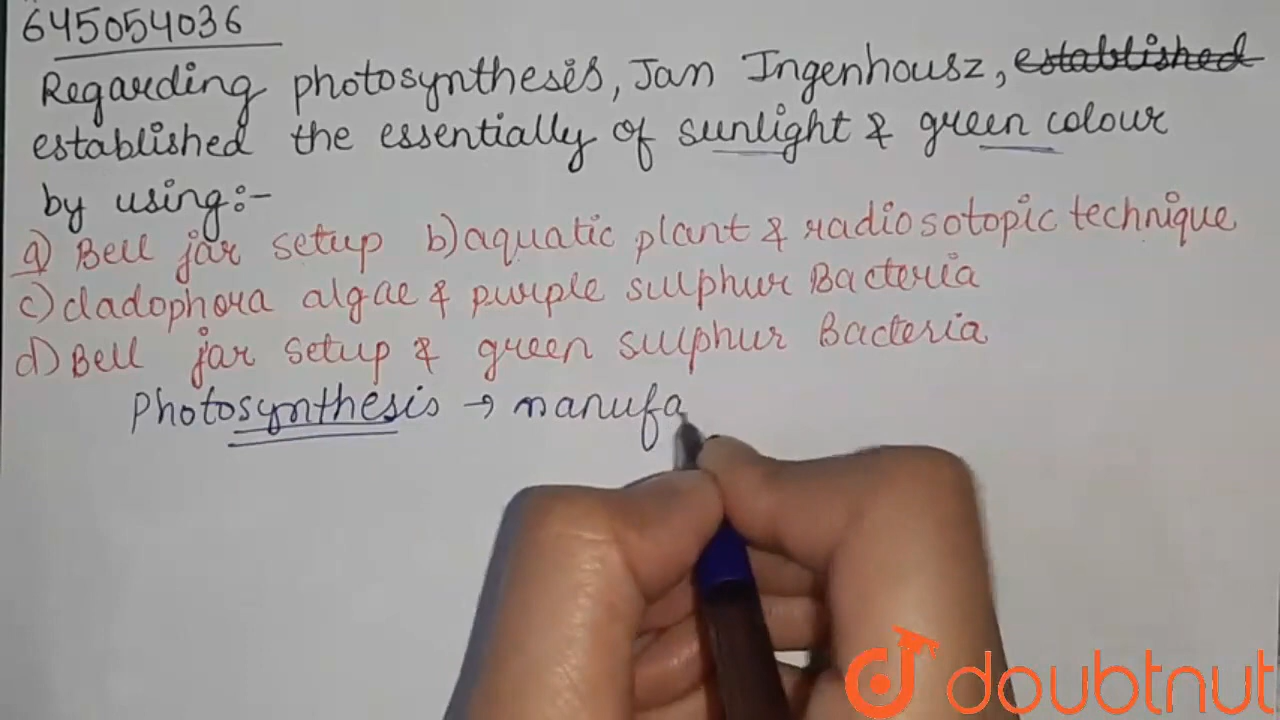 645054036
Regarding photosynthesis, Jan Ingenhousz, established
established the essentially of sunlight & green colour
by using:-
a) Bell jar setup b) aquatic plant & radiosotopic technique
c) cladophora algae & purple sulphur Bacteria
d) Bell jar setup & green sulphur Bacteria
Photosynthesis → manufa
doubtnut